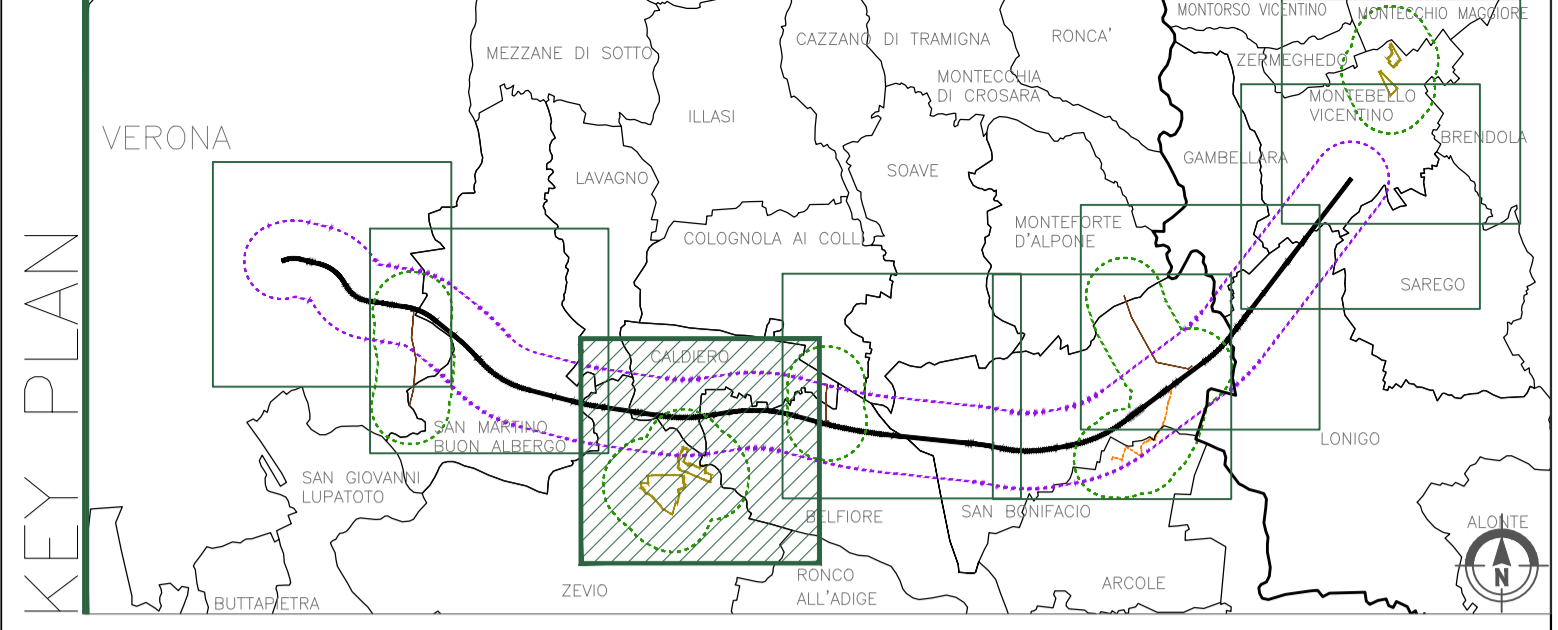 KEY PLAN
MONTORSO VICENTINO
MONTECCHIO MAGGIORE
MEZZANE DI SOTTO
CAZZANO DI TRAMIGNA
RONCA'
ZERMEGHEDO
MONTECCHIA
DI CROSARA
MONTEBELLO
VICENTINO
ILLASI
VERONA
BRENDOLA
GAMBELLARA
LAVAGNO
SOAVE
MONTEFORTE
D'ALPONE
COLOGNOLA AI COLLI
SAREGO
CALDIERO
SAN MARTINO
BUON ALBERGO
LONIGO
SAN GIOVANNI
LUPATOTO
BELFIORE
SAN BONIFACIO
ALONTE
N
RONCO
ALL'ADIGE
ARCOLE
ZEVIO
BUTTAPIETRA